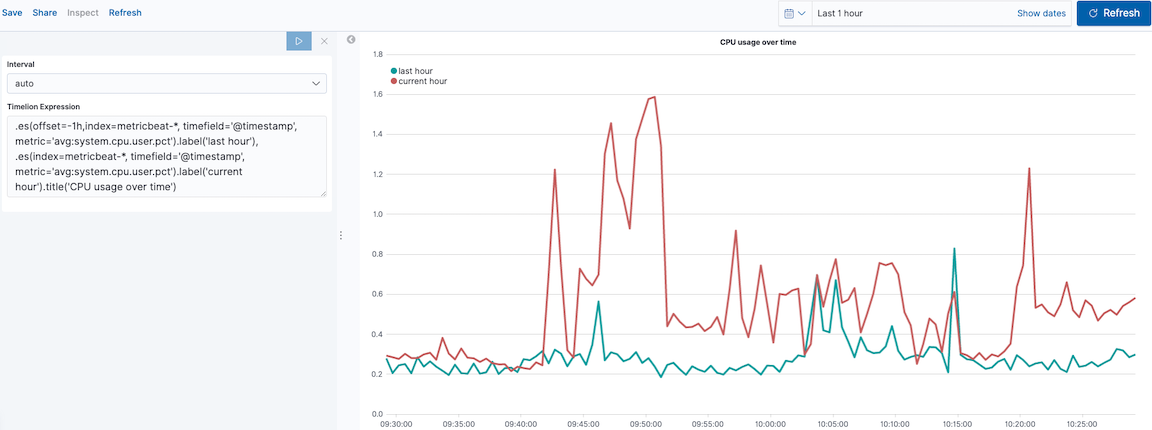 Save Share Inspect Refresh
Last 1 hour Show dates Refresh
Interval
auto
Timelion Expression
.es(offset=-1h,index=metricbeat-*, timefield='@timestamp',
metric='avg:system.cpu.user.pct').label('last hour'),
.es(index=metricbeat-*, timefield='@timestamp',
metric='avg:system.cpu.user.pct').label('current
hour').title('CPU usage over time')
CPU usage over time
last hour
current hour
1.8
1.6
1.4
1.2
1.0
0.8
0.6
0.4
0.2
0.0
09:30:00 09:35:00 09:40:00 09:45:00 09:50:00 09:55:00 10:00:00 10:05:00 10:10:00 10:15:00 10:20:00 10:25:00